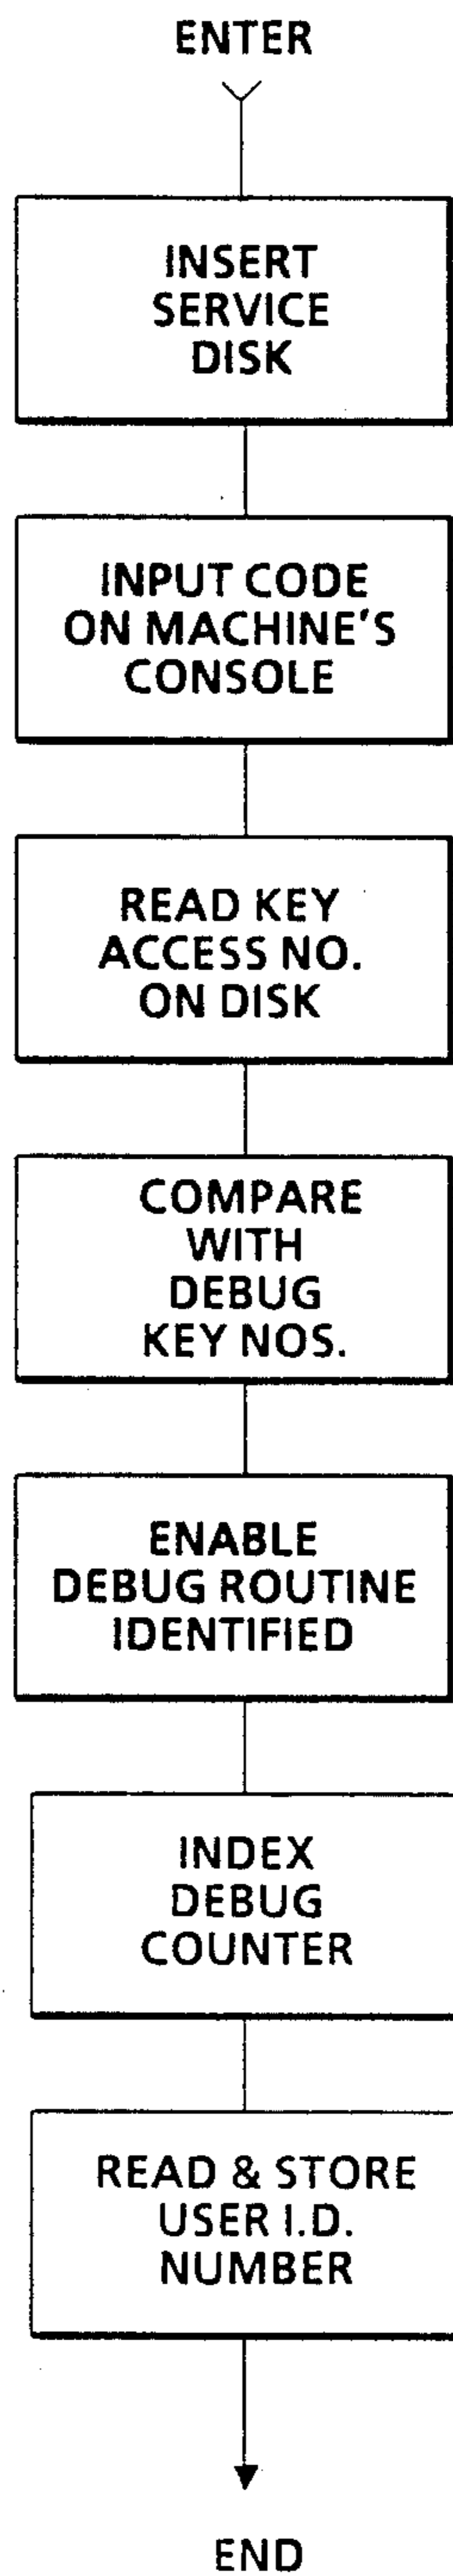 ENTER
INSERT
SERVICE
DISK
INPUT CODE
ON MACHINE'S
CONSOLE
READ KEY
ACCESS NO.
ON DISK
COMPARE
WITH
DEBUG
KEY NOS.
ENABLE
DEBUG ROUTINE
IDENTIFIED
INDEX
DEBUG
COUNTER
READ & STORE
USER I.D.
NUMBER
END